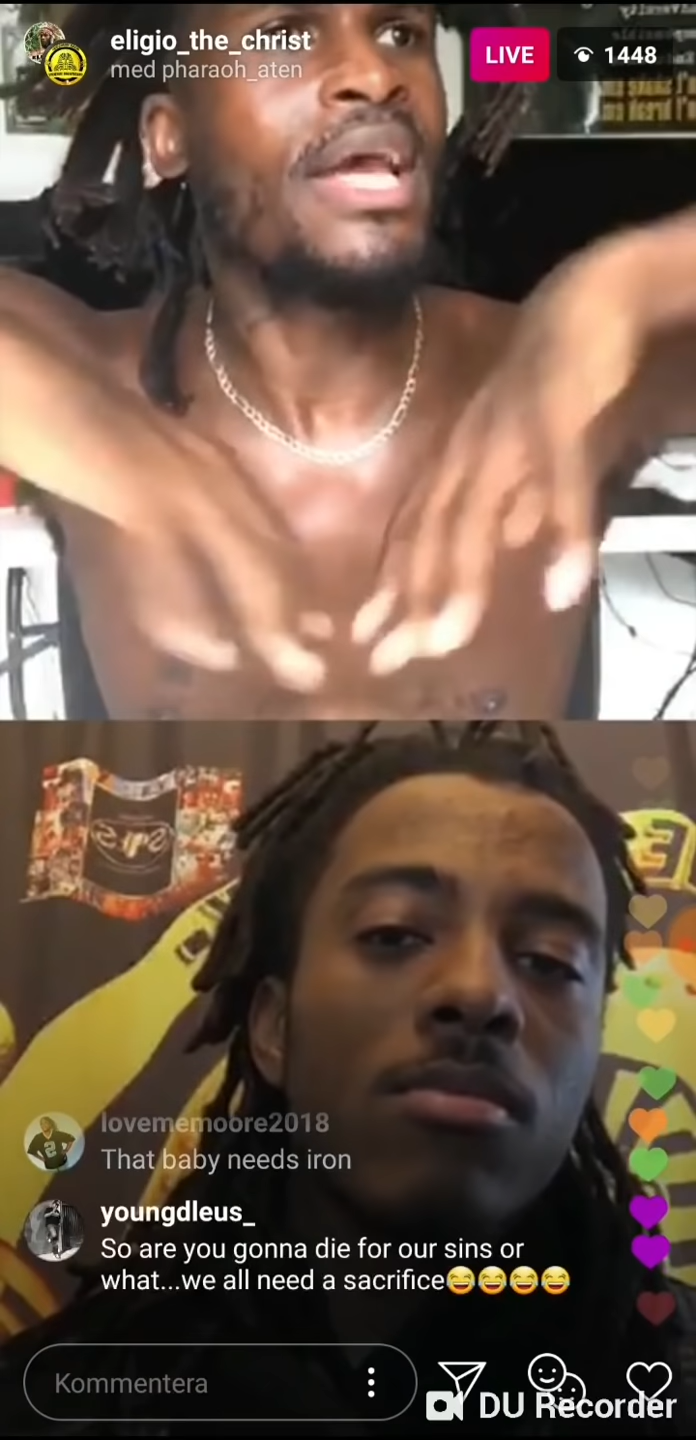 eligio_the_christ
med pharaoh_aten
LIVE
1448
lovememoore2018
That baby needs iron
youngdleus_
So are you gonna die for our sins or
what...we all need a sacrifice😂😂😂😂
Kommentera
DU Recorder